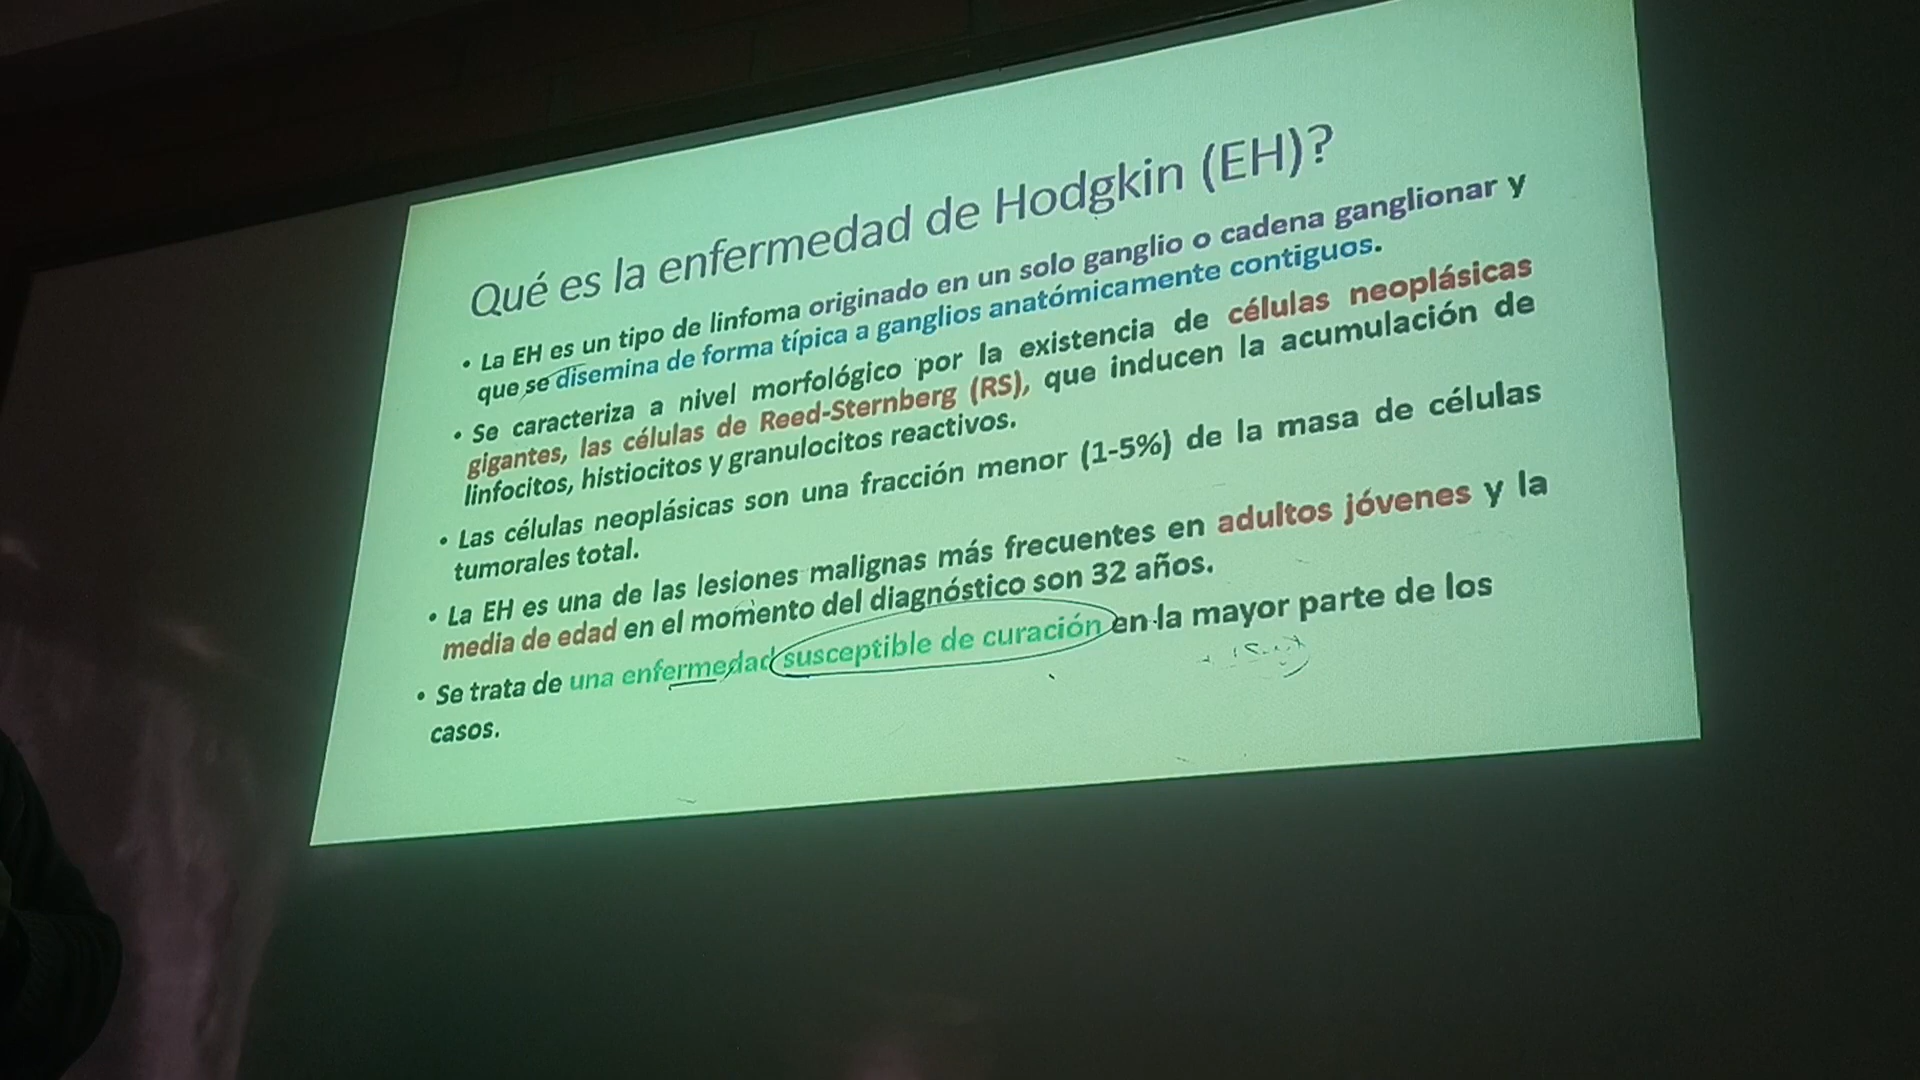 Qué es la enfermedad de Hodgkin (EH)?
• La EH es un tipo de linfoma originado en un solo ganglio o cadena ganglionar y
que se disemina de forma típica a ganglios anatómicamente contiguos.
• Se caracteriza a nivel morfológico por la existencia de células neoplásicas
gigantes, las células de Reed-Sternberg (RS), que inducen la acumulación de
linfocitos, histiocitos y granulocitos reactivos.
• Las células neoplásicas son una fracción menor (1-5%) de la masa de células
tumorales total.
• La EH es una de las lesiones malignas más frecuentes en adultos jóvenes y la
media de edad en el momento del diagnóstico son 32 años.
• Se trata de una enfermedad susceptible de curación en la mayor parte de los
casos.